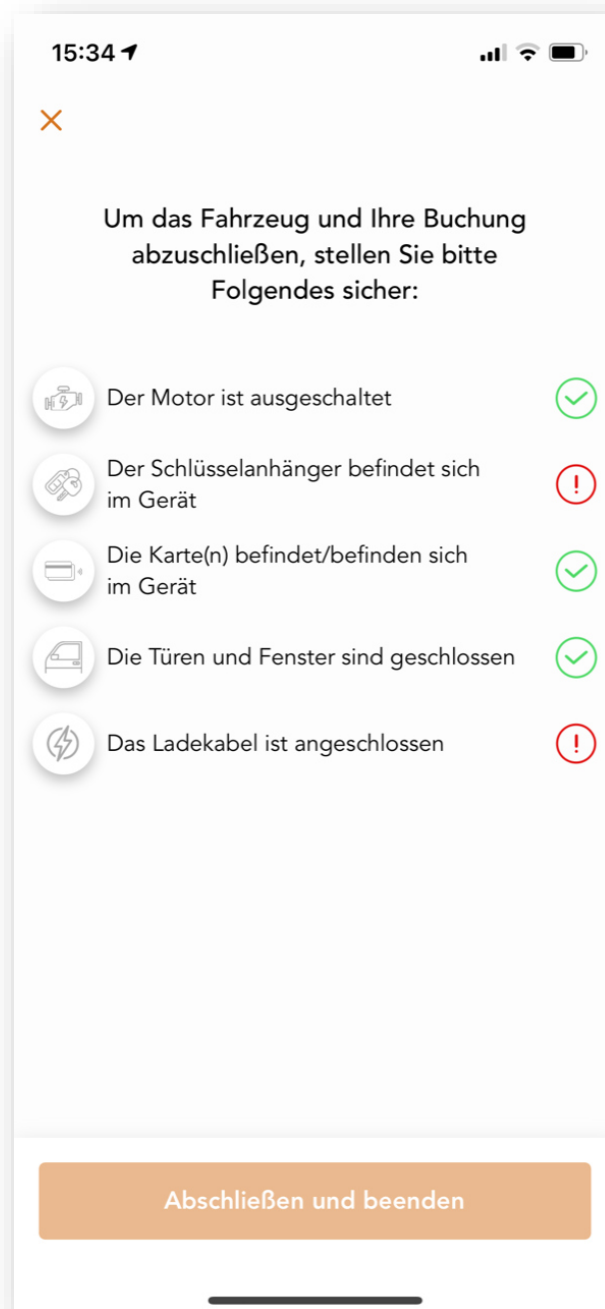 15:34
Um das Fahrzeug und Ihre Buchung
abzuschließen, stellen Sie bitte
Folgendes sicher:
Der Motor ist ausgeschaltet
Der Schlüsselanhänger befindet sich
im Gerät
Die Karte(n) befindet/befinden sich
im Gerät
Die Türen und Fenster sind geschlossen
Das Ladekabel ist angeschlossen
Abschließen und beenden